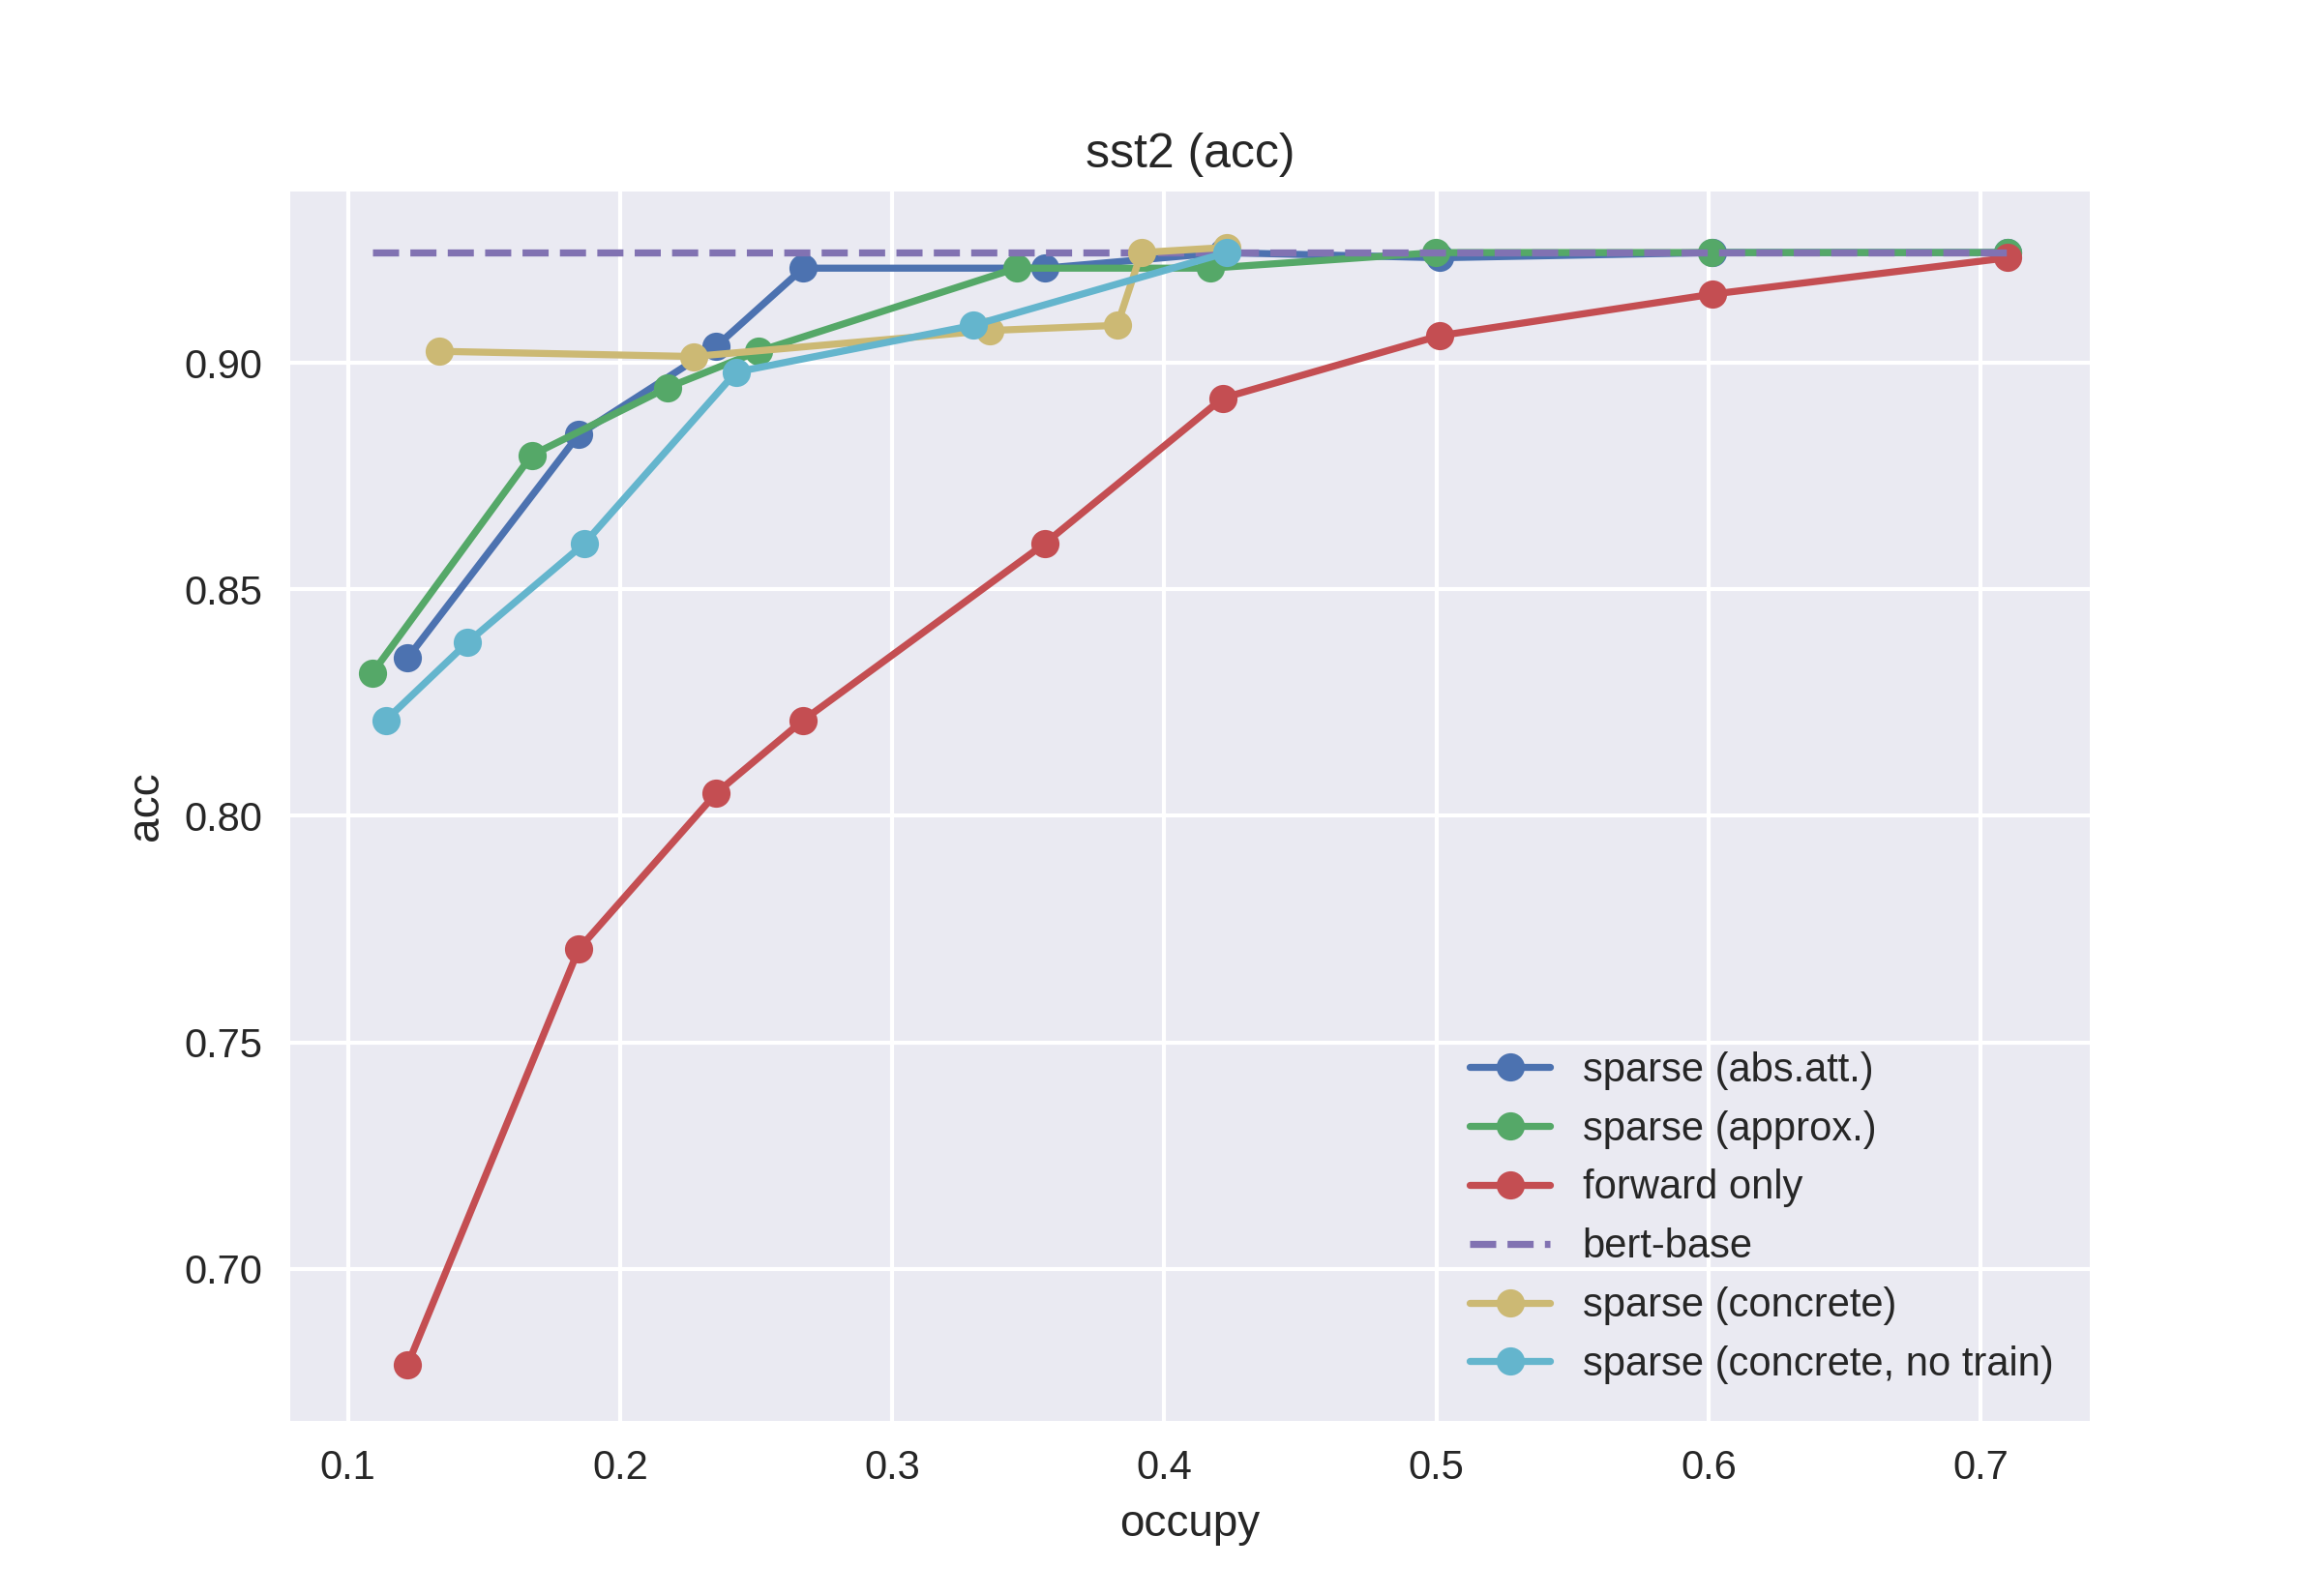 sst2 (acc)
acc
0.90
0.85
0.80
0.75
0.70
sparse (abs.att.)
sparse (approx.)
forward only
bert-base
sparse (concrete)
sparse (concrete, no train)
0.1 0.2 0.3 0.4 0.5 0.6 0.7
occupy